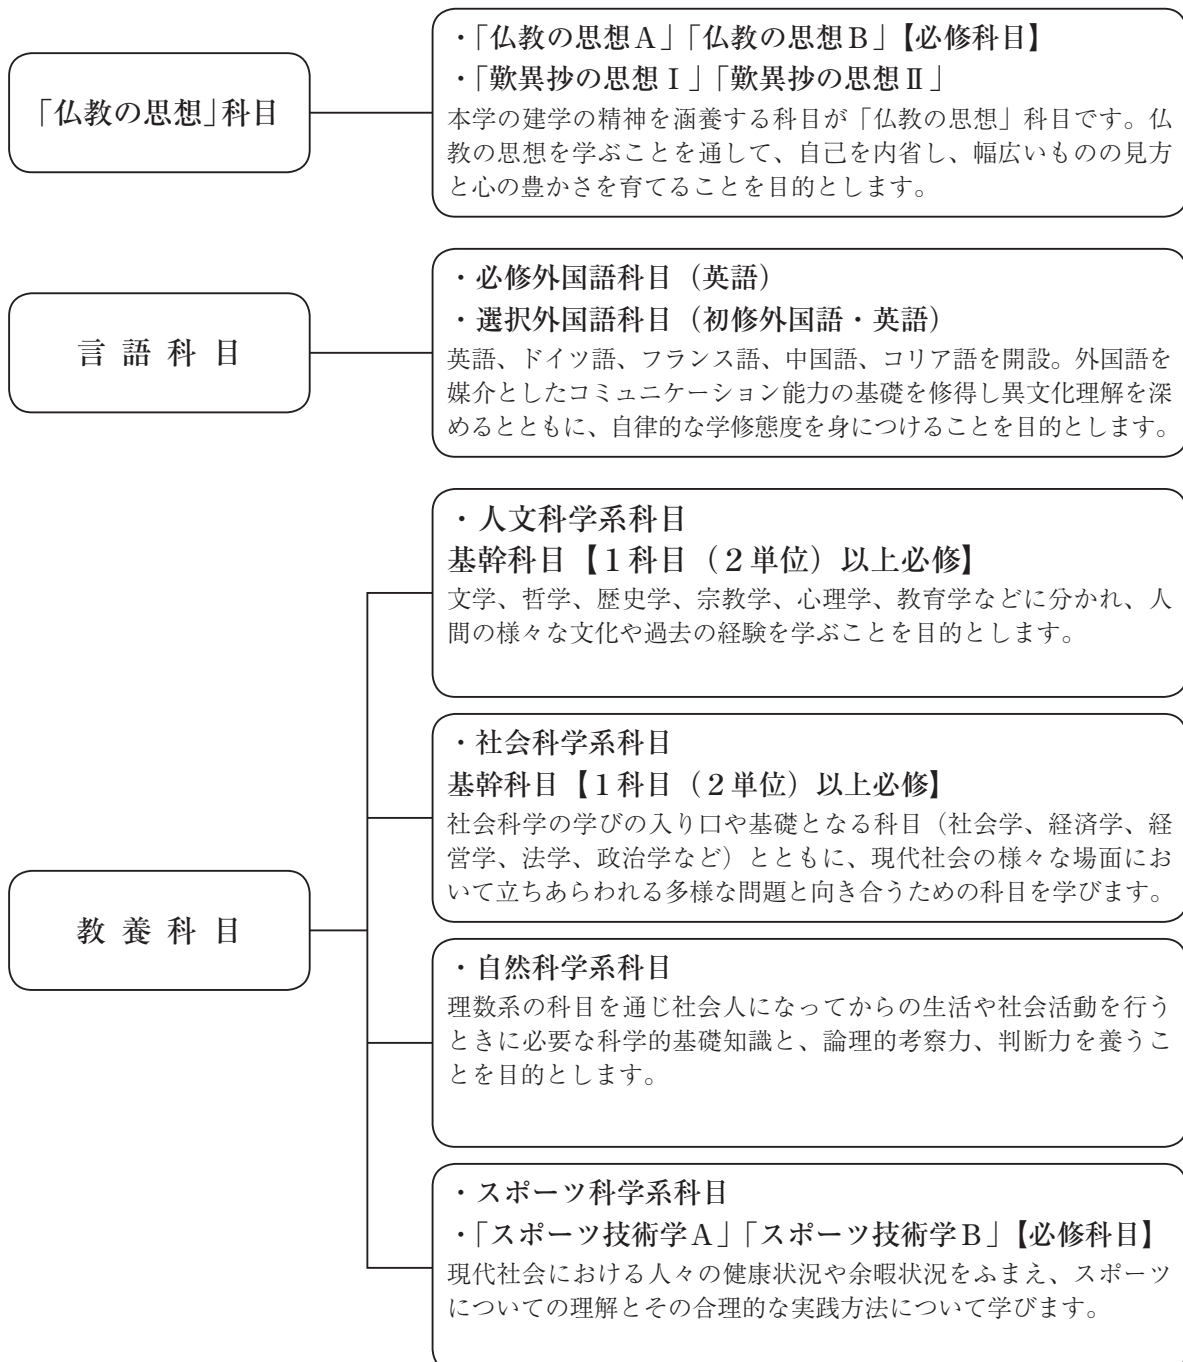 「仏教の思想」科目
・「仏教の思想A」「仏教の思想B」【必修科目】
・「歎異抄の思想Ⅰ」「歎異抄の思想Ⅱ」
本学の建学の精神を涵養する科目が「仏教の思想」科目です。仏
教の思想を学ぶことを通して、自己を内省し、幅広いものの見方
と心の豊かさを育てることを目的とします。
言語科目
・必修外国語科目（英語）
・選択外国語科目（初修外国語・英語）
英語、ドイツ語、フランス語、中国語、コリア語を開設。外国語を
媒介としたコミュニケーション能力の基礎を修得し異文化理解を深
めるとともに、自律的な学修態度を身につけることを目的とします。
教養科目
・人文科学系科目
基幹科目【１科目（２単位）以上必修】
文学、哲学、歴史学、宗教学、心理学、教育学などに分かれ、人
間の様々な文化や過去の経験を学ぶことを目的とします。
・社会科学系科目
基幹科目【１科目（２単位）以上必修】
社会科学の学びの入り口や基礎となる科目（社会学、経済学、経
営学、法学、政治学など）とともに、現代社会の様々な場面にお
いて立ちあらわれる多様な問題と向き合うための科目を学びます。
・自然科学系科目
理数系の科目を通じ社会人になってからの生活や社会活動を行う
ときに必要な科学的基礎知識と、論理的考察力、判断力を養うこ
とを目的とします。
・スポーツ科学系科目
・「スポーツ技術学A」「スポーツ技術学B」【必修科目】
現代社会における人々の健康状況や余暇状況をふまえ、スポーツ
についての理解とその合理的な実践方法について学びます。